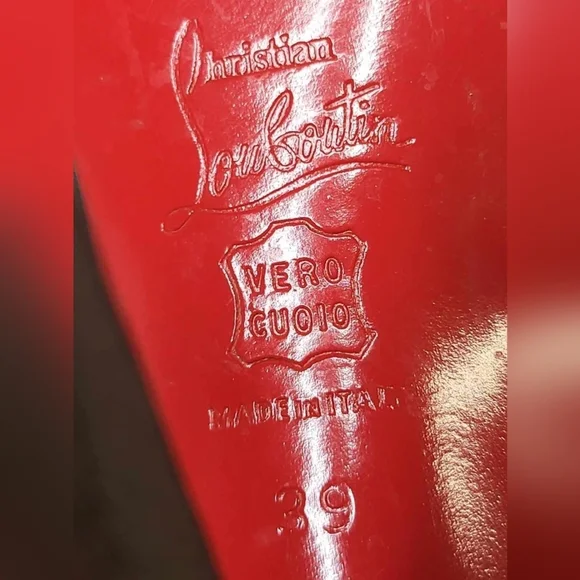 Christian
Louboutin
VERO
CUOIO
MADE IN ITALY
39